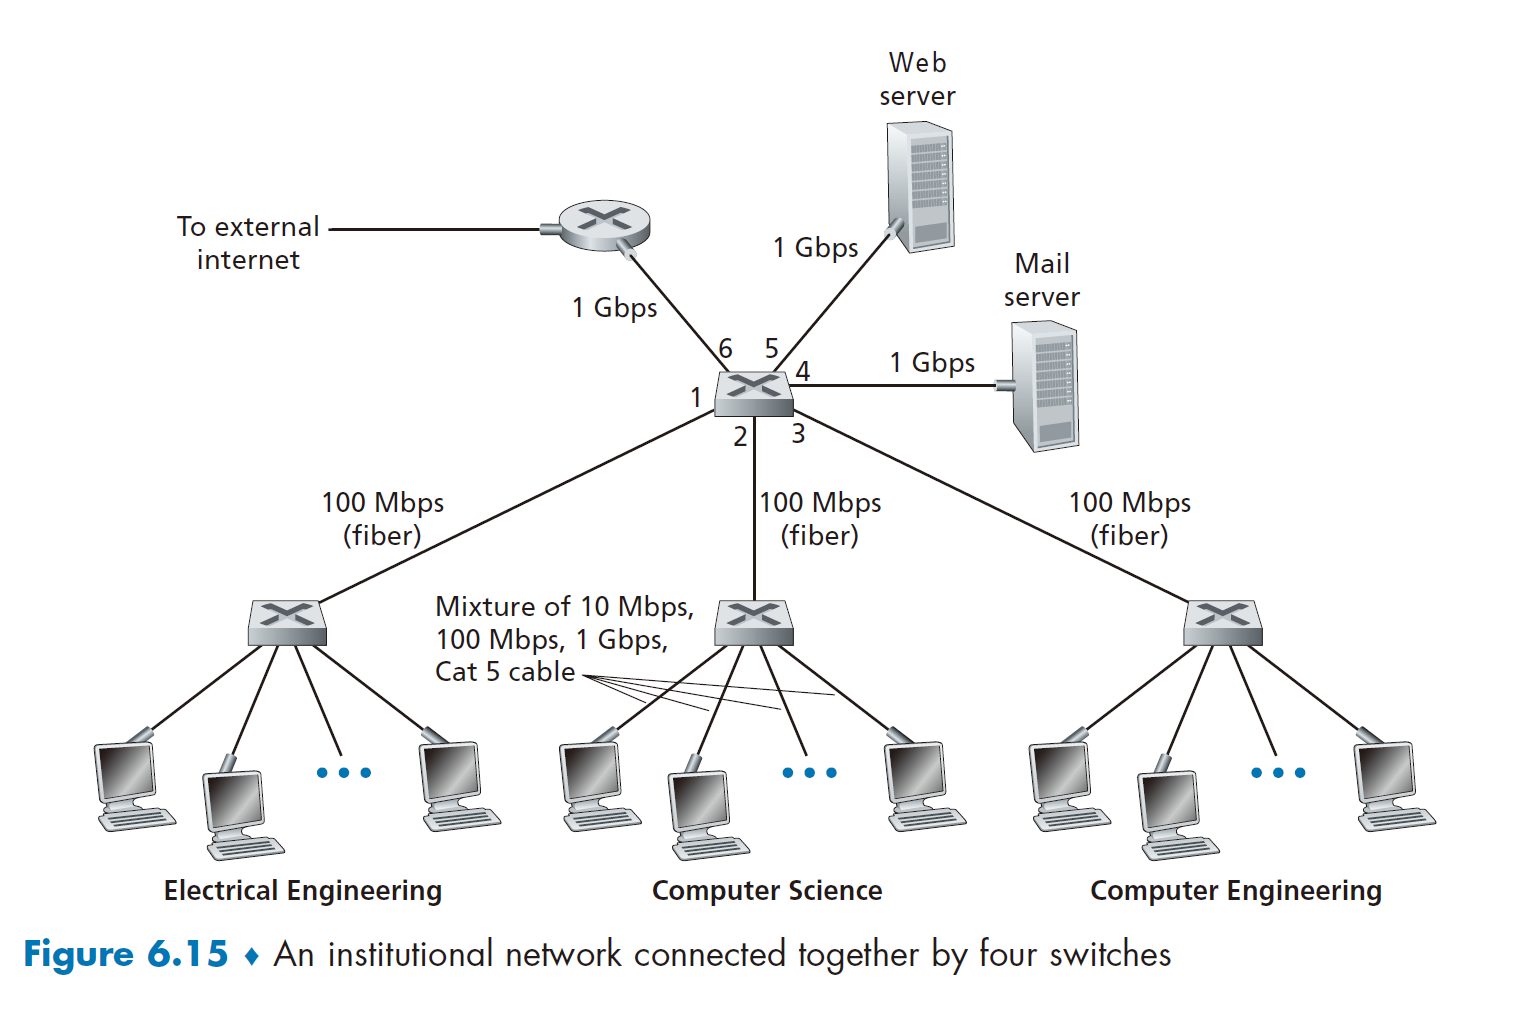 Web
server
To external
internet
1 Gbps
Mail
server
1 Gbps
6
5
4
1 Gbps
1
2
3
100 Mbps
(fiber)
100 Mbps
(fiber)
100 Mbps
(fiber)
Mixture of 10 Mbps,
100 Mbps, 1 Gbps,
Cat 5 cable
Electrical Engineering
Computer Science
Computer Engineering
Figure 6.15 ♦ An institutional network connected together by four switches